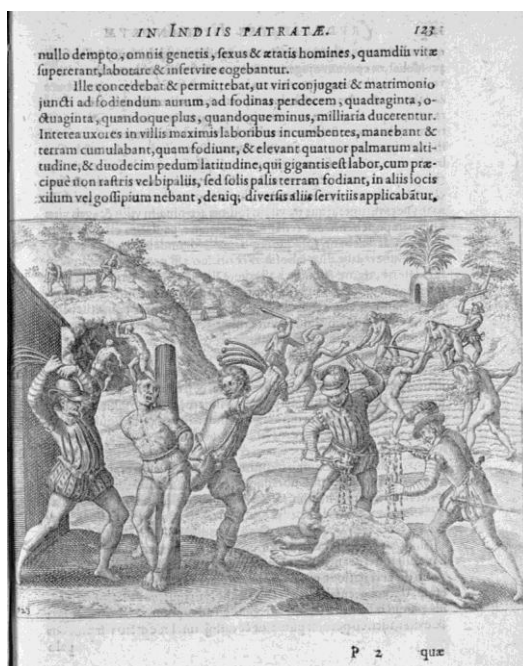 IN INDIIS PATRATÆ. 123
nullo dempto, omnis generis, sexus & ætatis homines, quamdiu vitæ
supererant, laborare & inservire cogebantur.
Ille concedebat & permittebat, ut viri conjugati & matrimonio
juncti ad fodiendum aurum, ad fodinas per decem, quadraginta, o-
ctuaginta, quandoque plus, quandoque minus, milliaria ducerentur.
Interea uxores in villis maximis laboribus incumbentes, manebant &
terram cumulabant, quam fodiunt, & elevant quatuor palmarum alti-
tudine, & duodecim pedum latitudine, qui gigantis est labor, cum præ-
cipuè non rastris vel bipaliis, sed solis palis terram fodiant, in aliis locis
xilum vel gossipium nebant, deniq; diversis aliis servitiis applicabãtur,
P 2 quæ